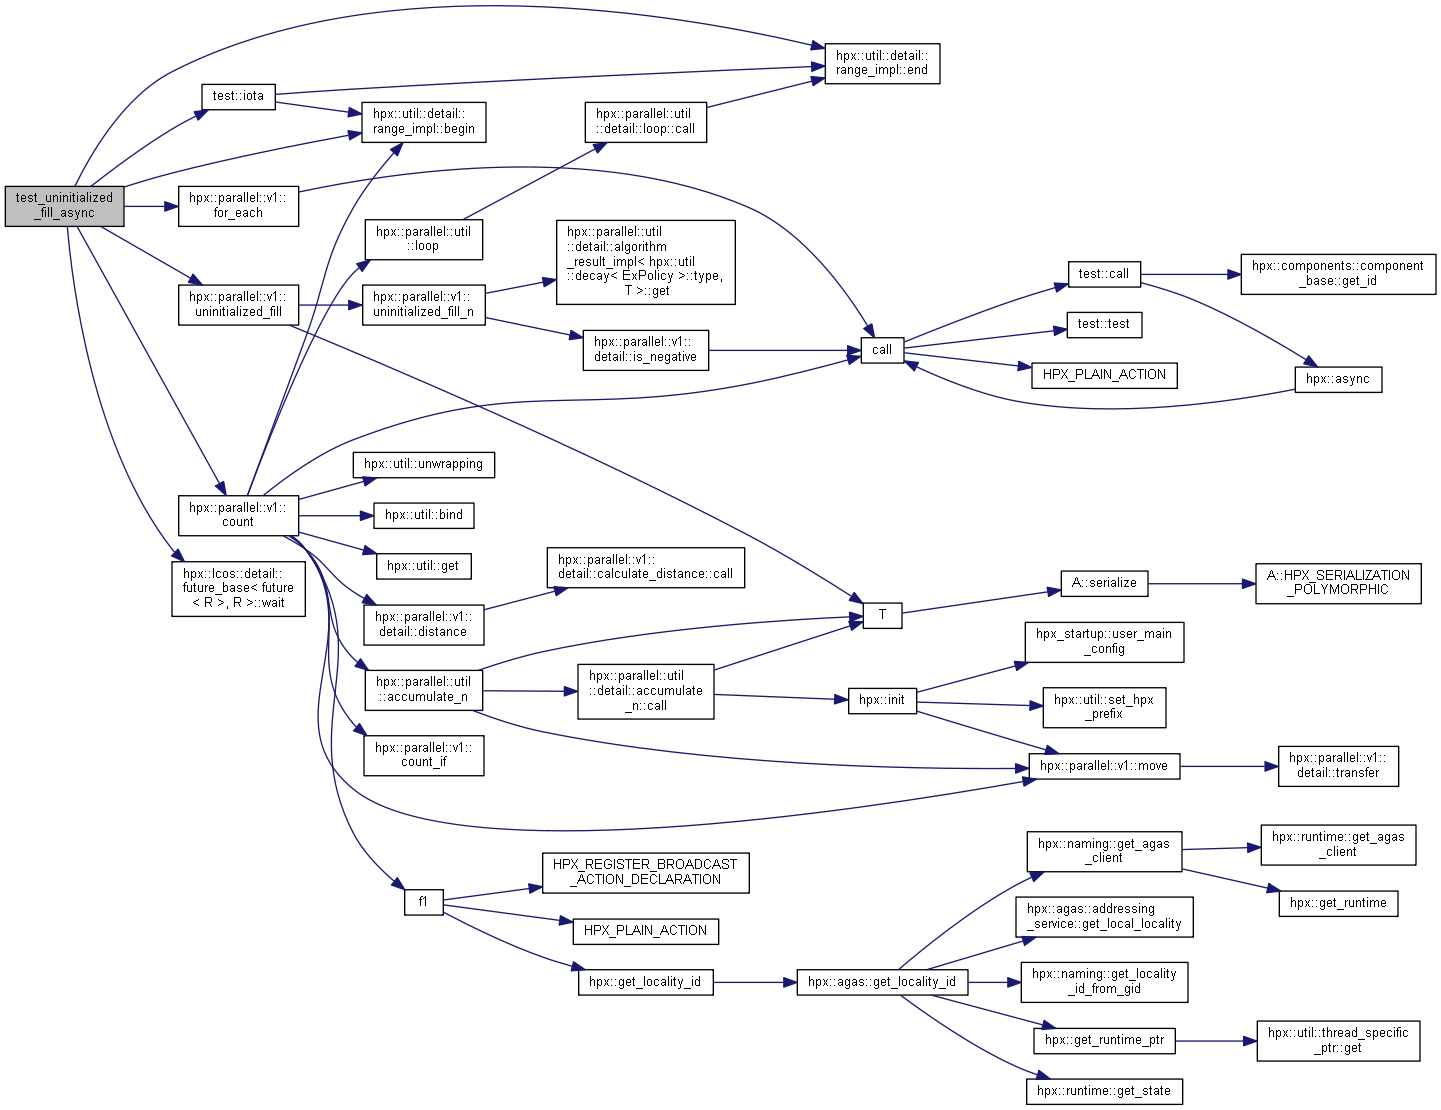 test_uninitialized
_fill_async
test::iota
hpx::parallel::v1::
for_each
hpx::parallel::v1::
uninitialized_fill
hpx::parallel::v1::
count
hpx::lcos::detail::
future_base< future
< R >, R >::wait
hpx::util::detail::
range_impl::begin
hpx::parallel::util
::loop
hpx::parallel::v1::
uninitialized_fill_n
hpx::util::unwrapping
hpx::util::bind
hpx::util::get
hpx::parallel::v1::
detail::distance
hpx::parallel::util
::accumulate_n
hpx::parallel::v1::
count_if
f1
hpx::parallel::util
::detail::loop::call
hpx::parallel::util
::detail::algorithm
_result_impl< hpx::util
::decay< ExPolicy >::type,
T >::get
hpx::parallel::v1::
detail::is_negative
hpx::parallel::v1::
detail::calculate_distance::call
hpx::parallel::util
::detail::accumulate
_n::call
HPX_REGISTER_BROADCAST
_ACTION_DECLARATION
HPX_PLAIN_ACTION
hpx::get_locality_id
hpx::util::detail::
range_impl::end
call
T
hpx::init
hpx::agas::get_locality_id
test::call
test::test
HPX_PLAIN_ACTION
A::serialize
hpx_startup::user_main
_config
hpx::util::set_hpx
_prefix
hpx::parallel::v1::move
hpx::naming::get_agas
_client
hpx::agas::addressing
_service::get_local_locality
hpx::naming::get_locality
_id_from_gid
hpx::get_runtime_ptr
hpx::runtime::get_state
hpx::components::component
_base::get_id
hpx::async
A::HPX_SERIALIZATION
_POLYMORPHIC
hpx::parallel::v1::
detail::transfer
hpx::runtime::get_agas
_client
hpx::get_runtime
hpx::util::thread_specific
_ptr::get